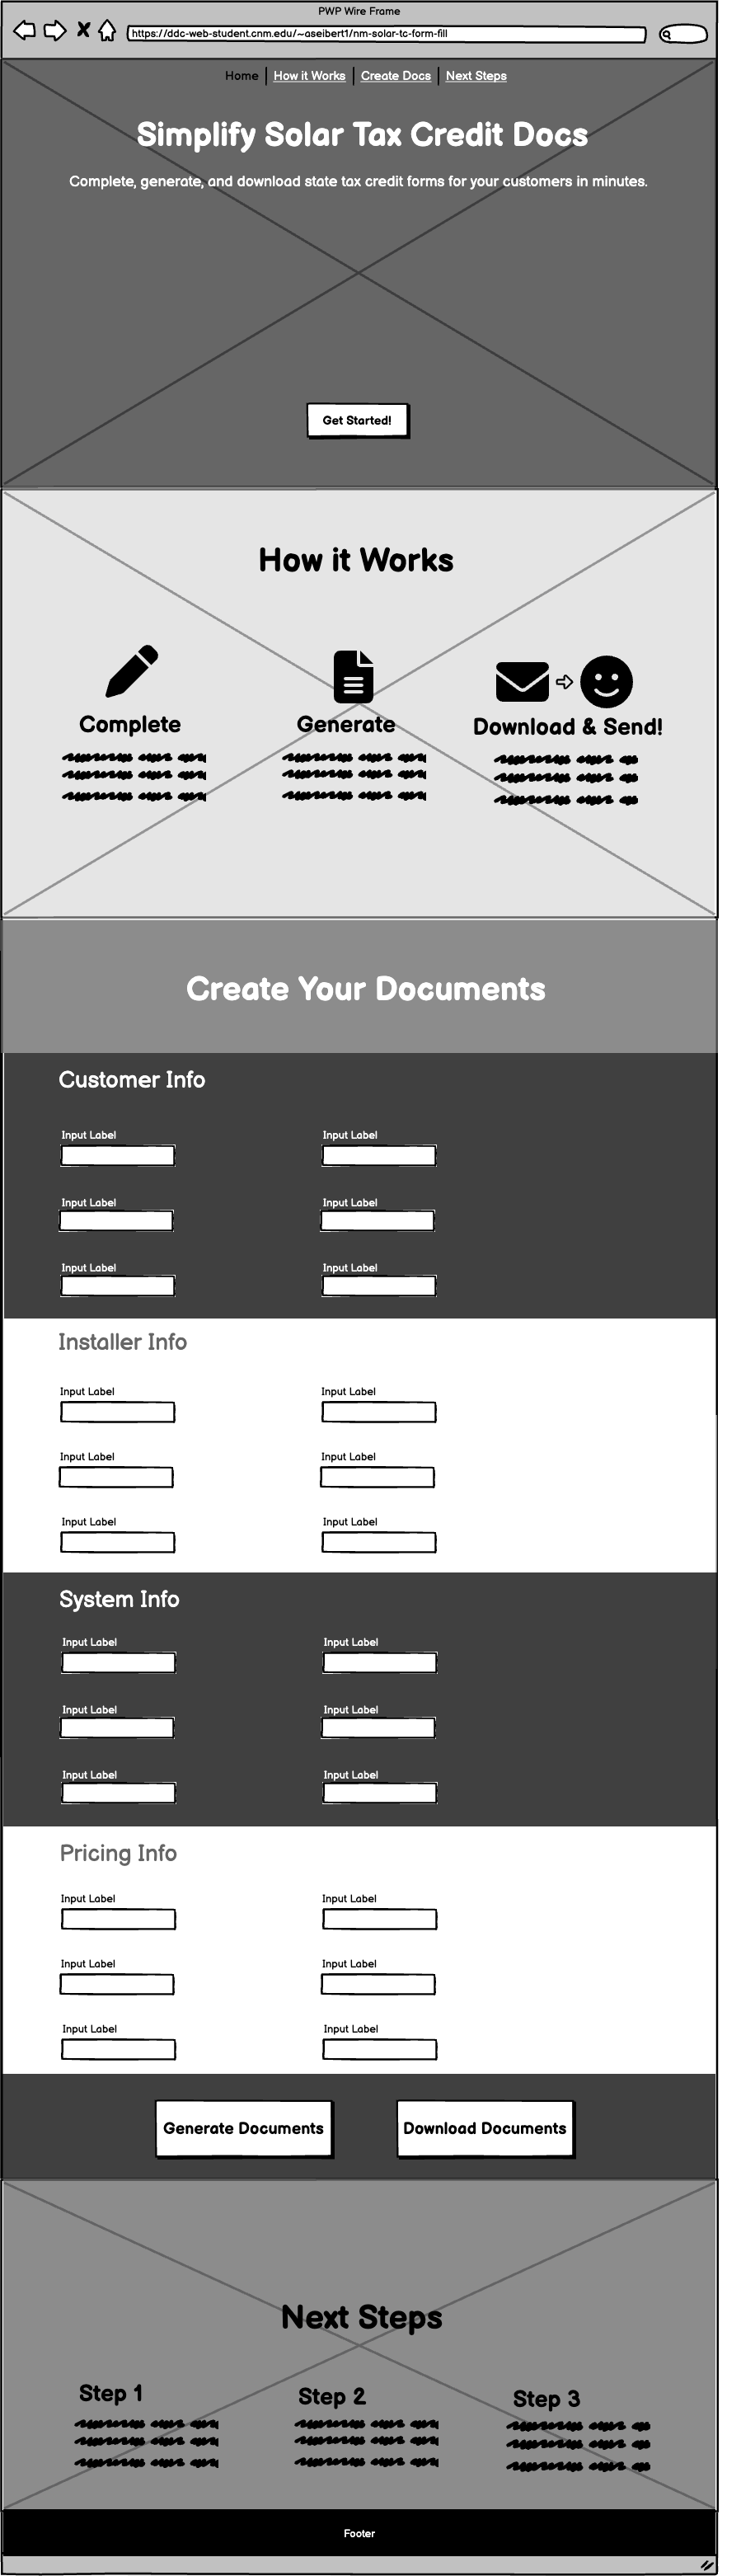 PWP Wire Frame
https://ddc-web-student.cnm.edu/~aseibert1/nm-solar-tc-form-fill
Home How it Works Create Docs Next Steps
Simplify Solar Tax Credit Docs
Complete, generate, and download state tax credit forms for your customers in minutes.
Get Started!
How it Works
Complete Generate Download & Send!
Create Your Documents
Customer Info
Input Label Input Label
Input Label Input Label
Input Label Input Label
Installer Info
Input Label Input Label
Input Label Input Label
Input Label Input Label
System Info
Input Label Input Label
Input Label Input Label
Input Label Input Label
Pricing Info
Input Label Input Label
Input Label Input Label
Input Label Input Label
Generate Documents Download Documents
Next Steps
Step 1 Step 2 Step 3
Footer